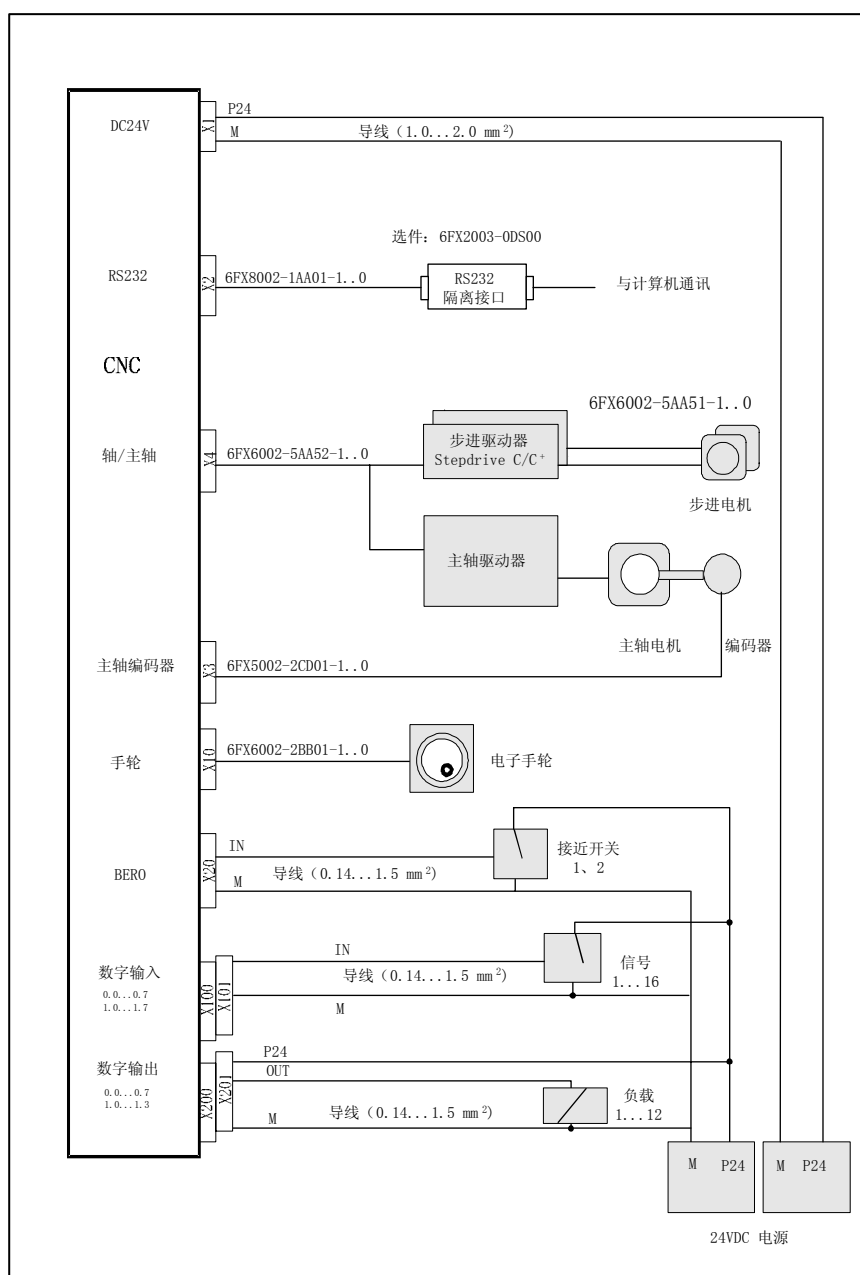 P24
DC24V
X1
M
导线（1.0...2.0 mm²）
选件：6FX2003-0DS00
RS232
X2
6FX8002-1AA01-1..0
RS232
隔离接口
与计算机通讯
CNC
6FX6002-5AA51-1..0
轴/主轴
X4
6FX6002-5AA52-1..0
步进驱动器
Stepdrive C/C⁺
步进电机
主轴驱动器
主轴电机
编码器
主轴编码器
X3
6FX5002-2CD01-1..0
手轮
X10
6FX6002-2BB01-1..0
电子手轮
BERO
X20
IN
导线（0.14...1.5 mm²）
M
接近开关
1、2
数字输入
0.0...0.7
1.0...1.7
X100
X101
IN
导线（0.14...1.5 mm²）
M
信号
1...16
数字输出
0.0...0.7
1.0...1.3
X200
X201
P24
OUT
导线（0.14...1.5 mm²）
M
负载
1...12
M P24
M P24
24VDC 电源